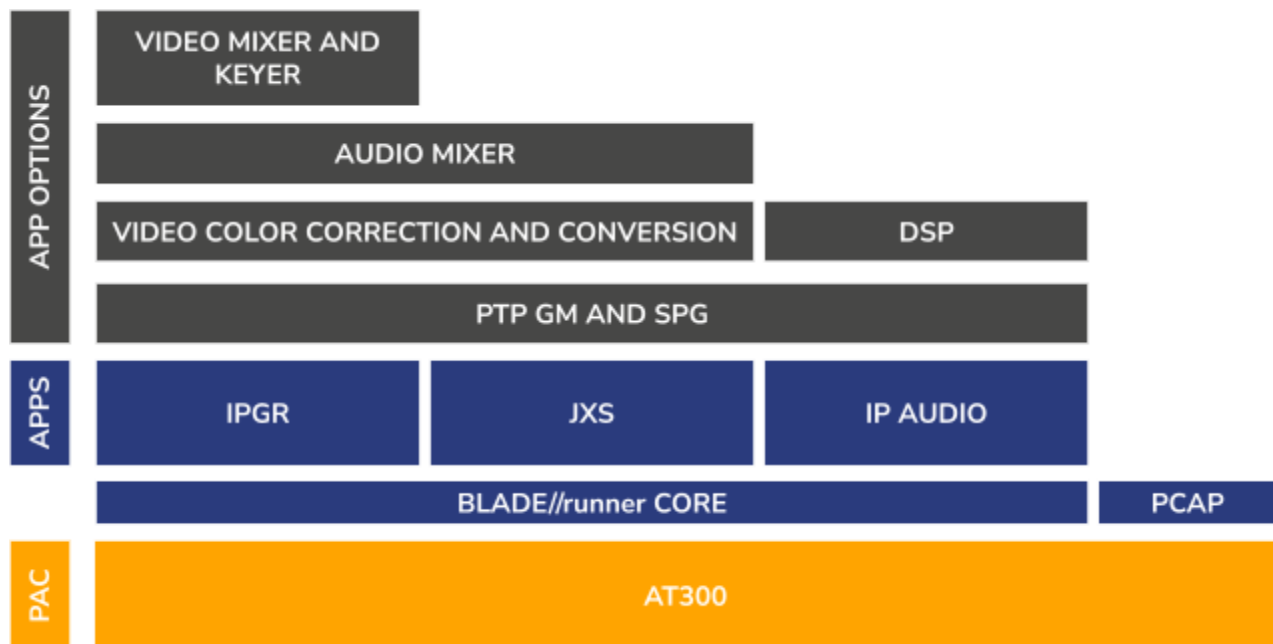 APP OPTIONS
VIDEO MIXER AND
KEYER
AUDIO MIXER
VIDEO COLOR CORRECTION AND CONVERSION
DSP
PTP GM AND SPG
APPS
IPGR
JXS
IP AUDIO
BLADE//runner CORE
PCAP
PAC
AT300